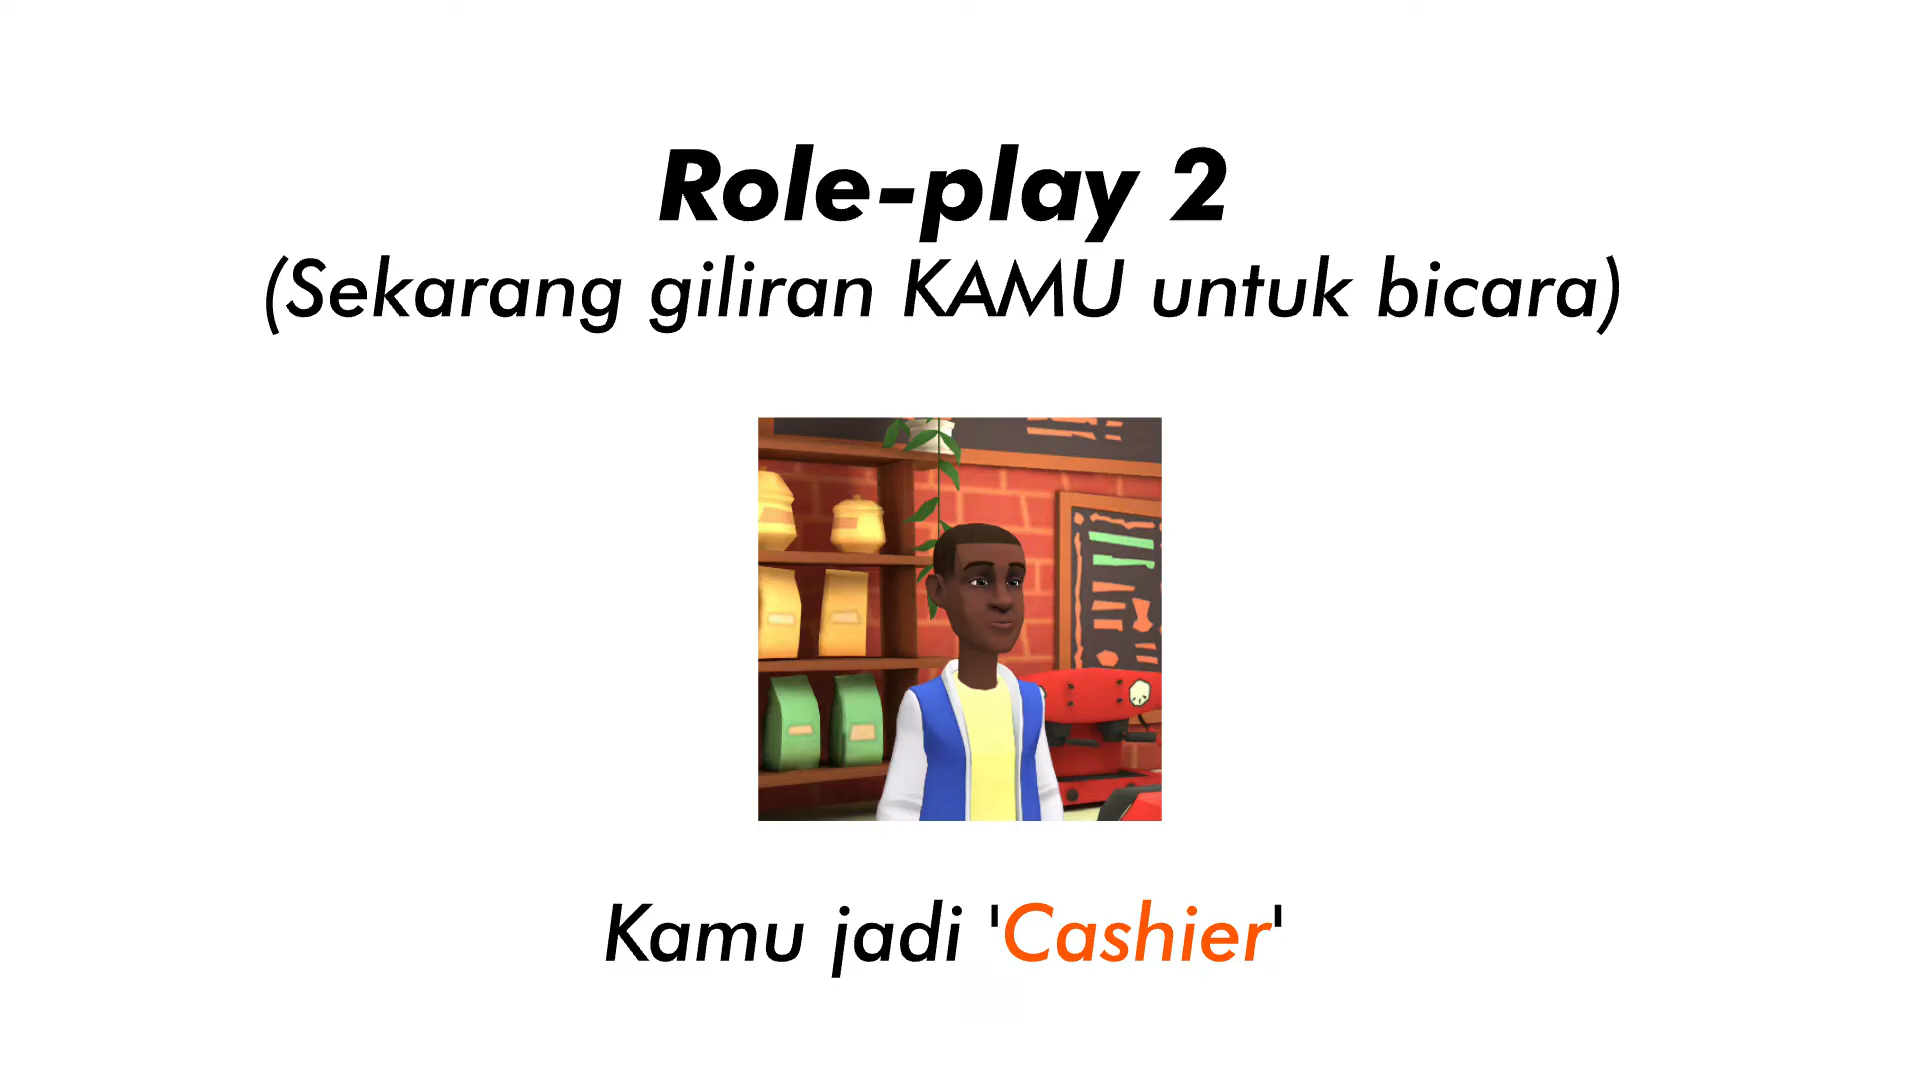 Role-play 2
(Sekarang giliran KAMU untuk bicara)
Kamu jadi 'Cashier'